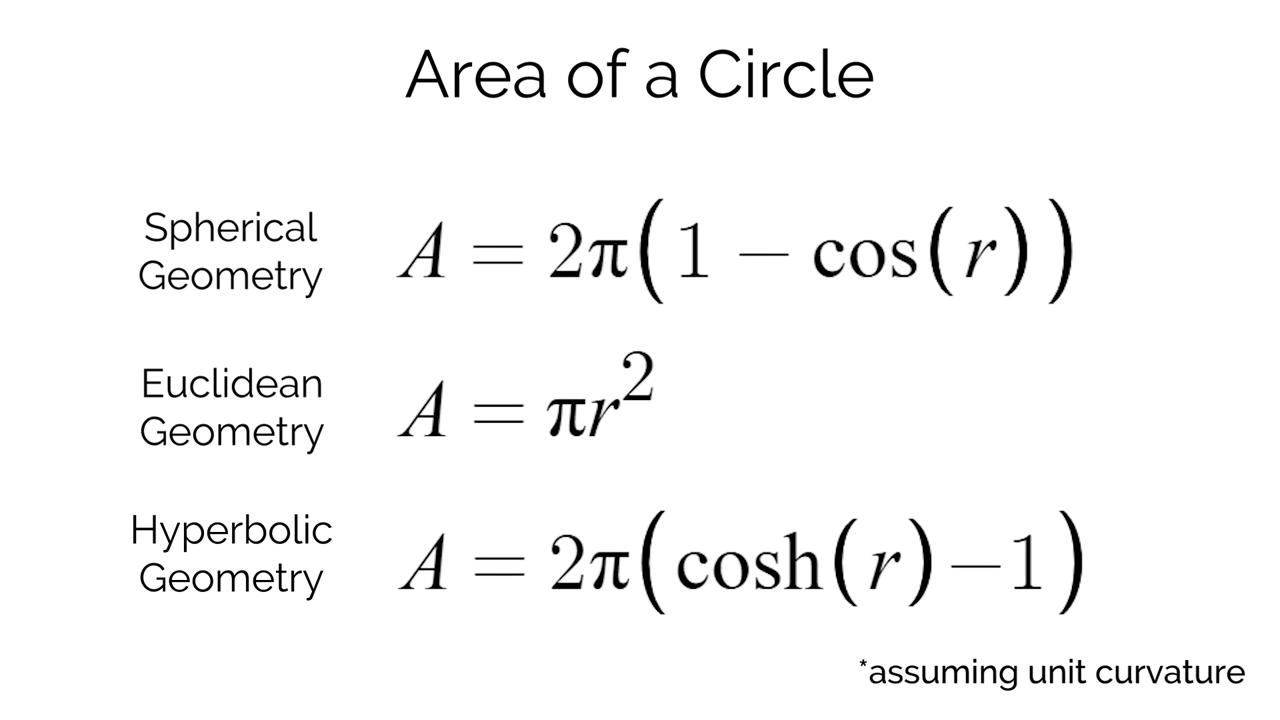 Area of a Circle
Spherical
Geometry
A = 2π(1 − cos(r))
Euclidean
Geometry
A = πr²
Hyperbolic
Geometry
A = 2π(cosh(r)−1)
*assuming unit curvature